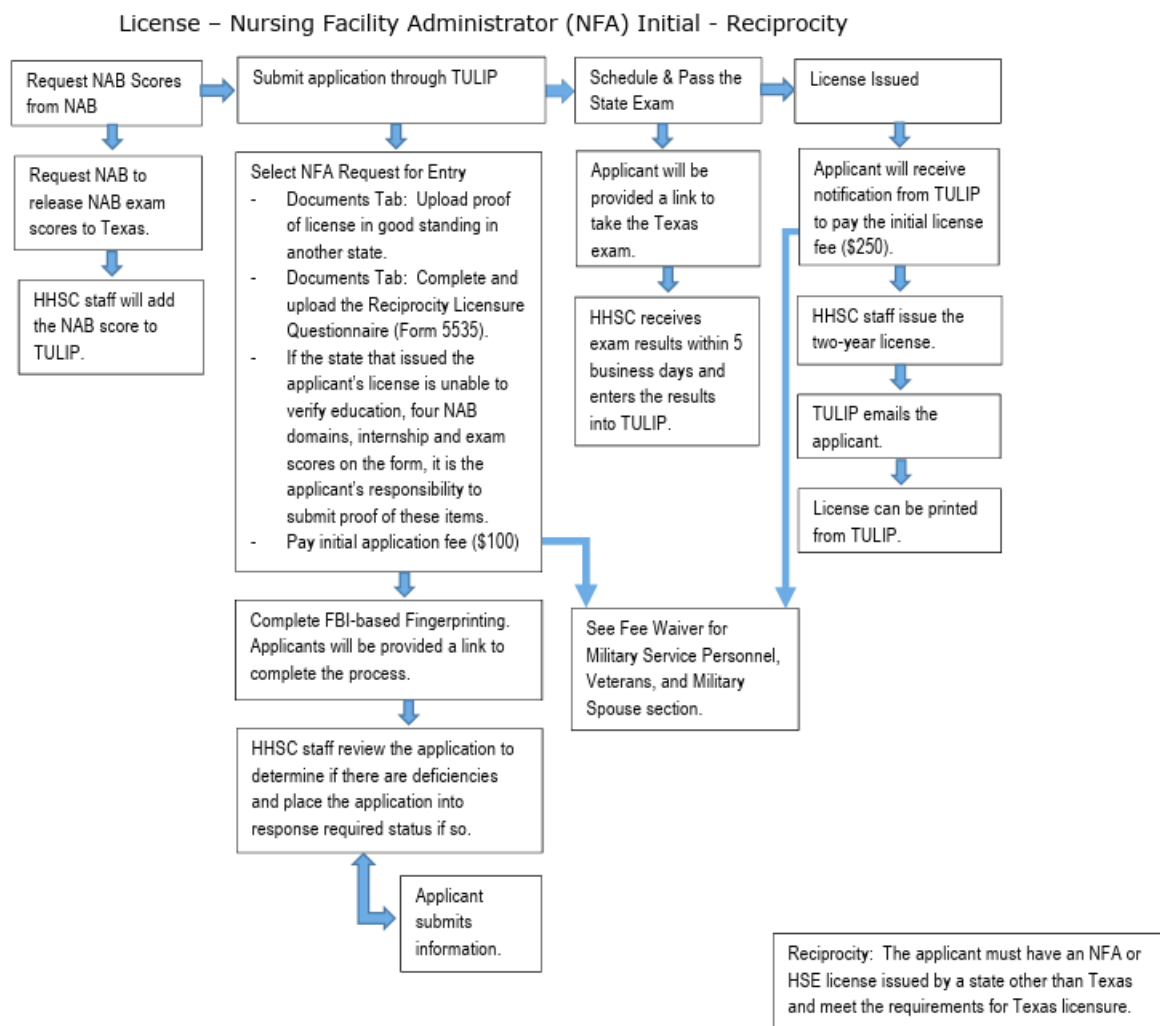 License – Nursing Facility Administrator (NFA) Initial - Reciprocity
Request NAB Scores
from NAB
Request NAB to
release NAB exam
scores to Texas.
HHSC staff will add
the NAB score to
TULIP.
Submit application through TULIP
Select NFA Request for Entry
- Documents Tab: Upload proof
of license in good standing in
another state.
- Documents Tab: Complete and
upload the Reciprocity Licensure
Questionnaire (Form 5535).
- If the state that issued the
applicant's license is unable to
verify education, four NAB
domains, internship and exam
scores on the form, it is the
applicant's responsibility to
submit proof of these items.
- Pay initial application fee ($100)
Complete FBI-based Fingerprinting.
Applicants will be provided a link to
complete the process.
HHSC staff review the application to
determine if there are deficiencies
and place the application into
response required status if so.
Applicant
submits
information.
Schedule & Pass the
State Exam
Applicant will be
provided a link to
take the Texas
exam.
HHSC receives
exam results within 5
business days and
enters the results
into TULIP.
See Fee Waiver for
Military Service Personnel,
Veterans, and Military
Spouse section.
License Issued
Applicant will receive
notification from TULIP
to pay the initial license
fee ($250).
HHSC staff issue the
two-year license.
TULIP emails the
applicant.
License can be printed
from TULIP.
Reciprocity: The applicant must have an NFA or
HSE license issued by a state other than Texas
and meet the requirements for Texas licensure.